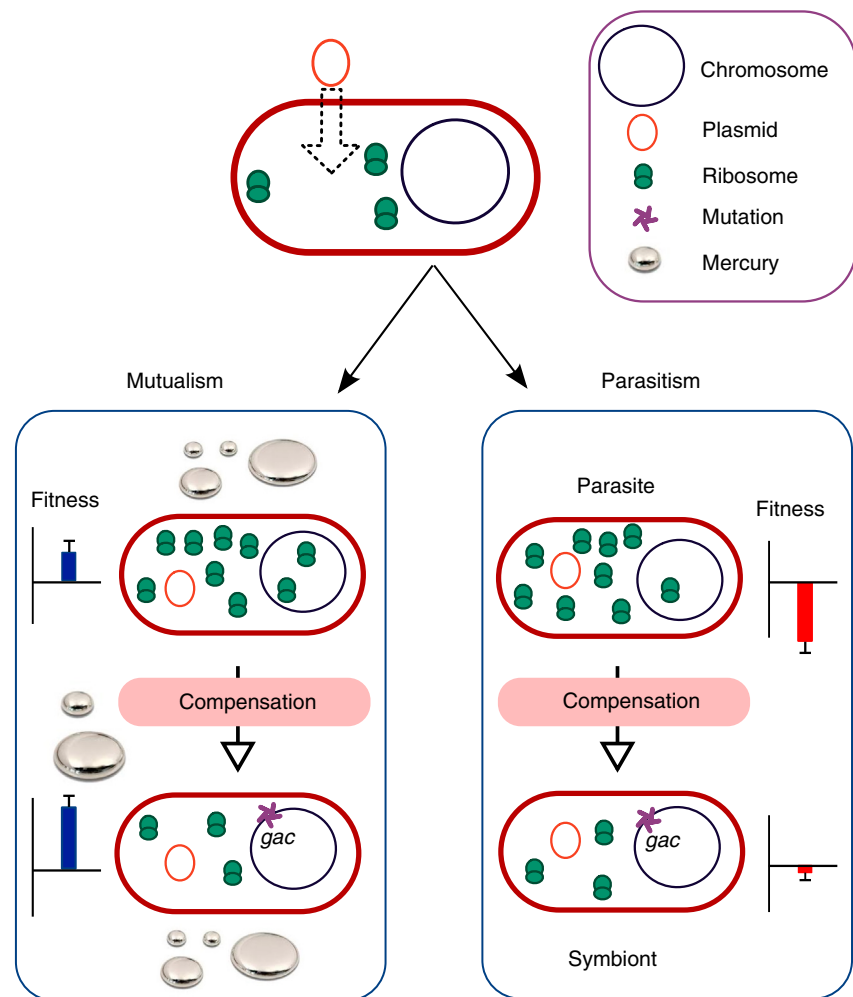 Chromosome
Plasmid
Ribosome
Mutation
Mercury
Mutualism
Parasitism
Fitness
Parasite
Fitness
Compensation
Compensation
gac
gac
Symbiont